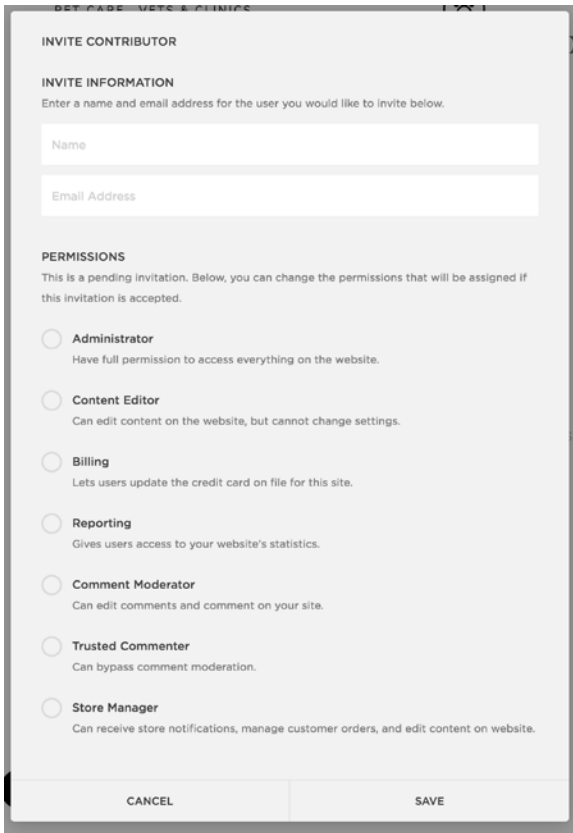 PET CARE, VETS & CLINICS
INVITE CONTRIBUTOR
INVITE INFORMATION
Enter a name and email address for the user you would like to invite below.
Name
Email Address
PERMISSIONS
This is a pending invitation. Below, you can change the permissions that will be assigned if
this invitation is accepted.
Administrator
Have full permission to access everything on the website.
Content Editor
Can edit content on the website, but cannot change settings.
Billing
Lets users update the credit card on file for this site.
Reporting
Gives users access to your website's statistics.
Comment Moderator
Can edit comments and comment on your site.
Trusted Commenter
Can bypass comment moderation.
Store Manager
Can receive store notifications, manage customer orders, and edit content on website.
CANCEL
SAVE